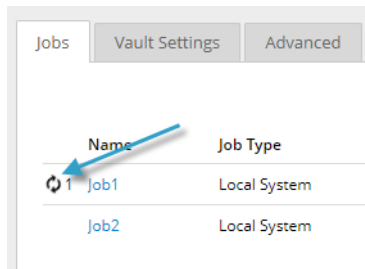 Jobs Vault Settings Advanced
Name Job Type
1 Job1 Local System
Job2 Local System